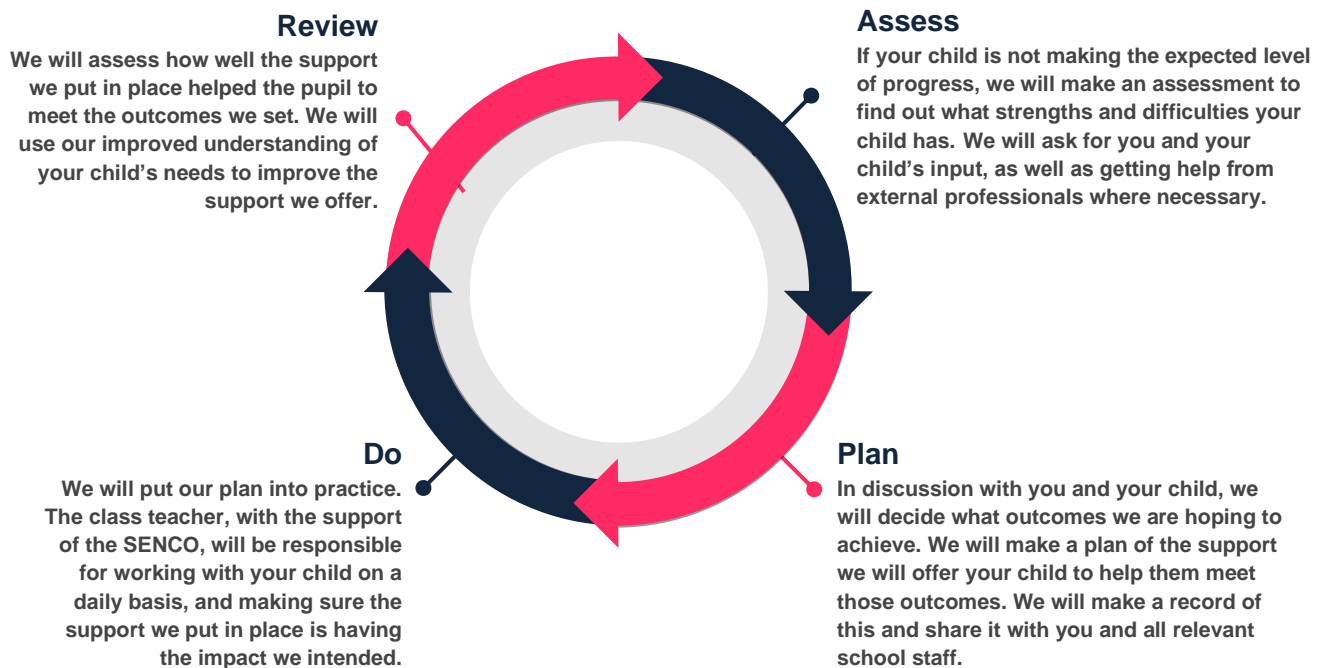 Review
We will assess how well the support
we put in place helped the pupil to
meet the outcomes we set. We will
use our improved understanding of
your child’s needs to improve the
support we offer.
Assess
If your child is not making the expected level
of progress, we will make an assessment to
find out what strengths and difficulties your
child has. We will ask for you and your
child’s input, as well as getting help from
external professionals where necessary.
Do
We will put our plan into practice.
The class teacher, with the support
of the SENCO, will be responsible
for working with your child on a
daily basis, and making sure the
support we put in place is having
the impact we intended.
Plan
In discussion with you and your child, we
will decide what outcomes we are hoping to
achieve. We will make a plan of the support
we will offer your child to help them meet
those outcomes. We will make a record of
this and share it with you and all relevant
school staff.